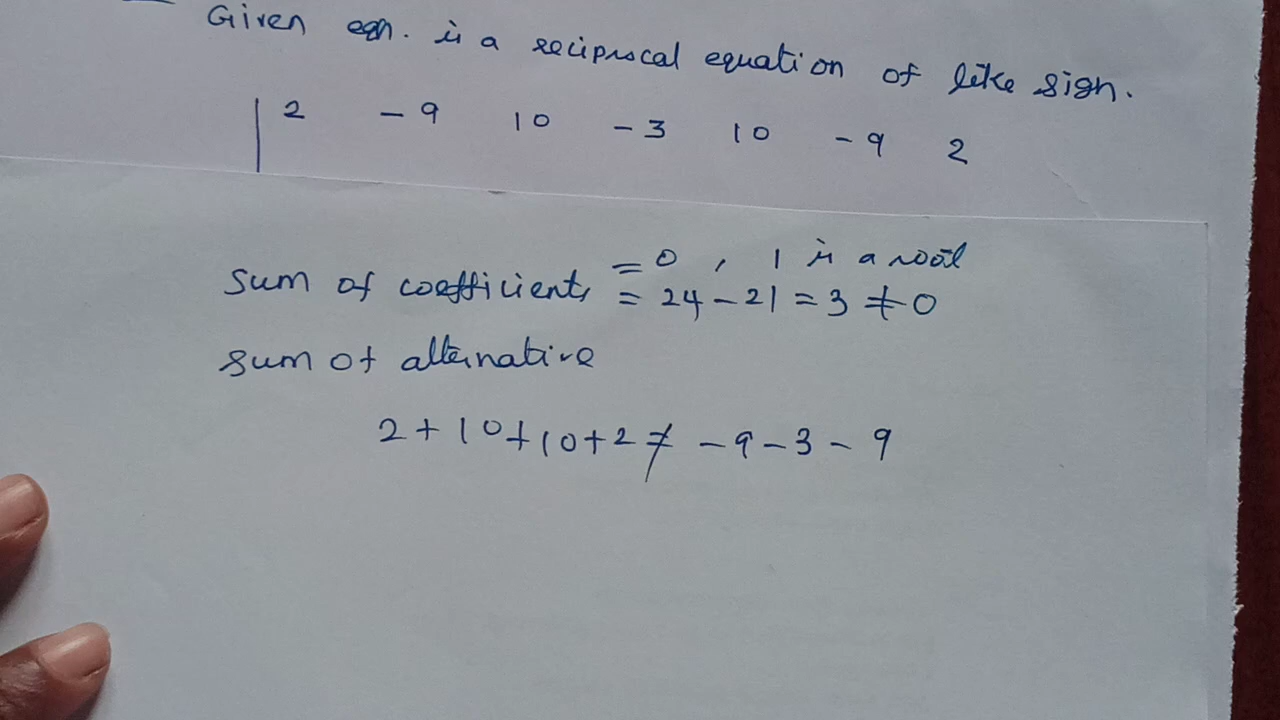 Given eqn. is a reciprocal equation of like sign.
| 2 - 9 10 - 3 10 - 9 2
= 0 , 1 is a root
sum of coefficients = 24 - 21 = 3 ≠ 0
sum of alternative
2 + 10 + 10 + 2 ≠ - 9 - 3 - 9